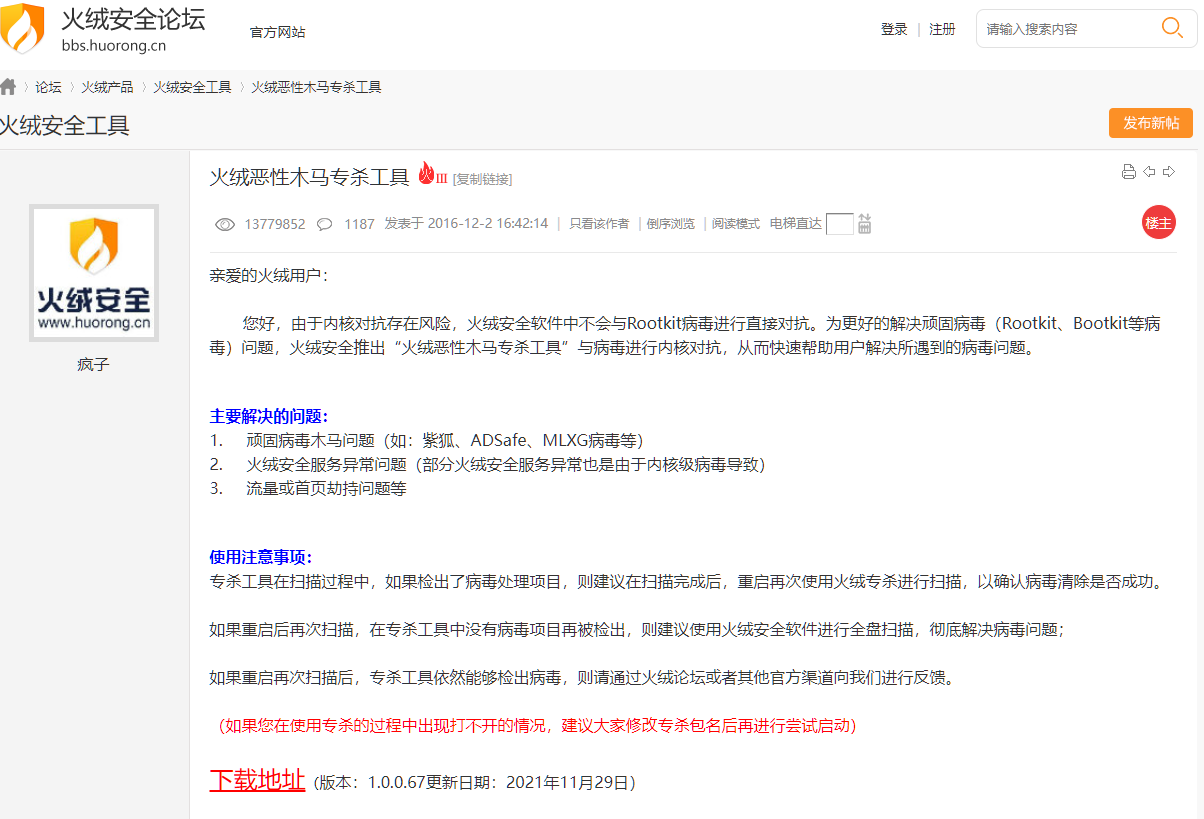 火绒安全论坛
bbs.huorong.cn
官方网站
登录 | 注册
请输入搜索内容
论坛 〉 火绒产品 〉 火绒安全工具 〉 火绒恶性木马专杀工具
火绒安全工具
发布新帖
火绒安全
www.huorong.cn
疯子
火绒恶性木马专杀工具 III [复制链接]
13779852 1187 发表于 2016-12-2 16:42:14 | 只看该作者 | 倒序浏览 | 阅读模式 电梯直达
楼主
亲爱的火绒用户：
您好，由于内核对抗存在风险，火绒安全软件中不会与Rootkit病毒进行直接对抗。为更好的解决顽固病毒（Rootkit、Bootkit等病
毒）问题，火绒安全推出“火绒恶性木马专杀工具”与病毒进行内核对抗，从而快速帮助用户解决所遇到的病毒问题。
主要解决的问题：
1. 顽固病毒木马问题（如：紫狐、ADSafe、MLXG病毒等）
2. 火绒安全服务异常问题（部分火绒安全服务异常也是由于内核级病毒导致）
3. 流量或首页劫持问题等
使用注意事项：
专杀工具在扫描过程中，如果检出了病毒处理项目，则建议在扫描完成后，重启再次使用火绒专杀进行扫描，以确认病毒清除是否成功。
如果重启后再次扫描，在专杀工具中没有病毒项目再被检出，则建议使用火绒安全软件进行全盘扫描，彻底解决病毒问题；
如果重启再次扫描后，专杀工具依然能够检出病毒，则请通过火绒论坛或者其他官方渠道向我们进行反馈。
（如果您在使用专杀的过程中出现打不开的情况，建议大家修改专杀包名后再进行尝试启动）
下载地址（版本：1.0.0.67更新日期：2021年11月29日）